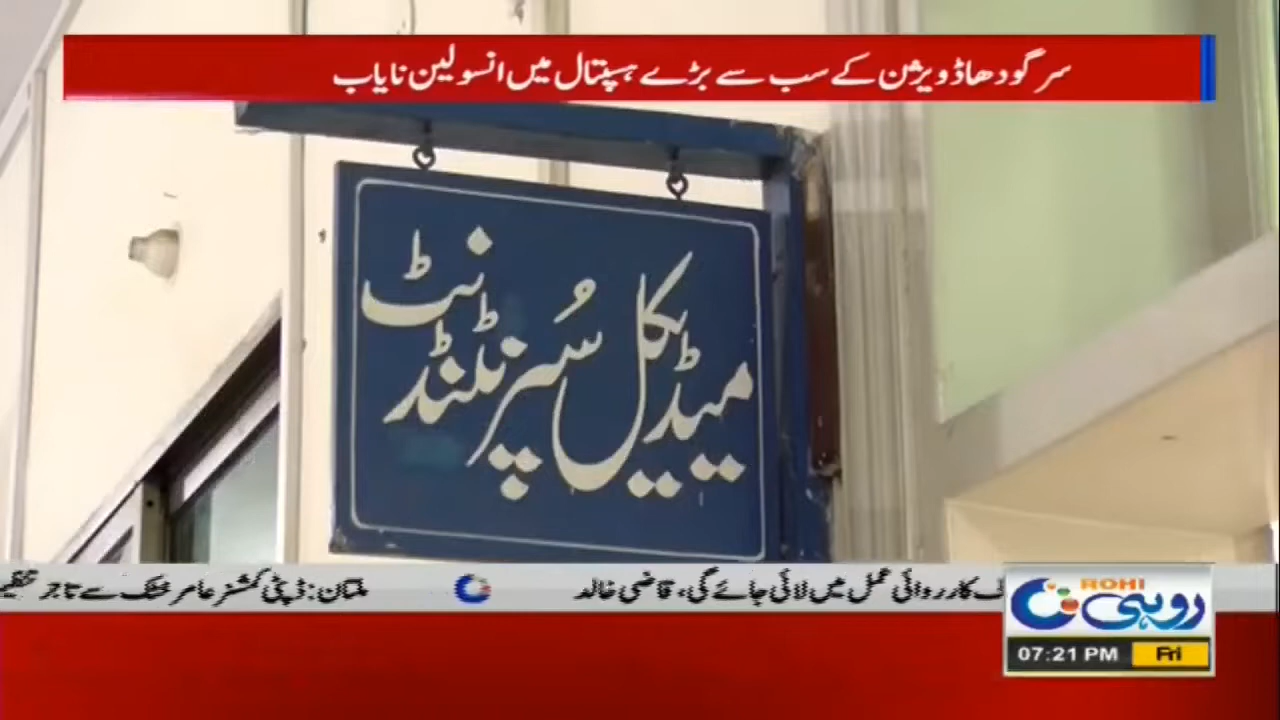 سرگودھا ڈویژن کے سب سے بڑے ہسپتال میں انسولین نایاب
میڈیکل سُپرنٹنڈنٹ
کارروائی عمل میں لائی جائے گی، قاضی خالد
ملتان: ڈپٹی کمشنر عامر خٹک سے تاجر
ROHI
روہی
07:21 PM
Fri